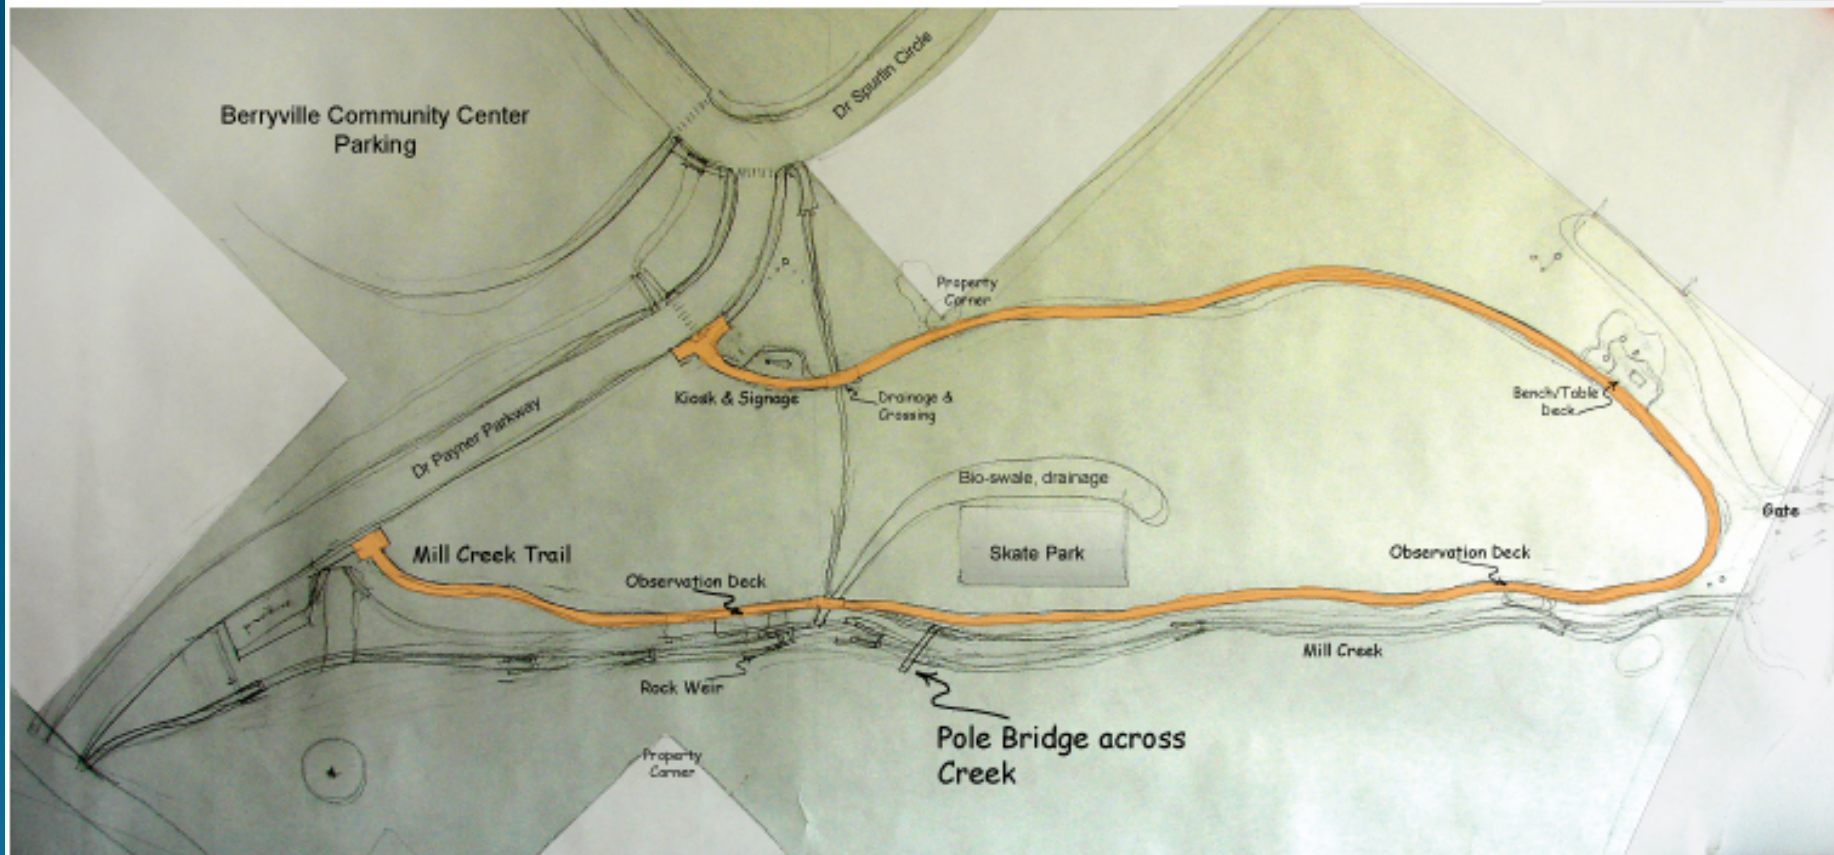 Dr Spurlin Circle
Berryville Community Center
Parking
Property
Corner
Kiosk & Signage
Drainage &
Crossing
Bench/Table
Deck
Dr Payner Parkway
Bio-swale, drainage
Gate
Skate Park
Mill Creek Trail
Observation Deck
Observation Deck
Mill Creek
Rock Weir
Pole Bridge across
Creek
Property
Corner